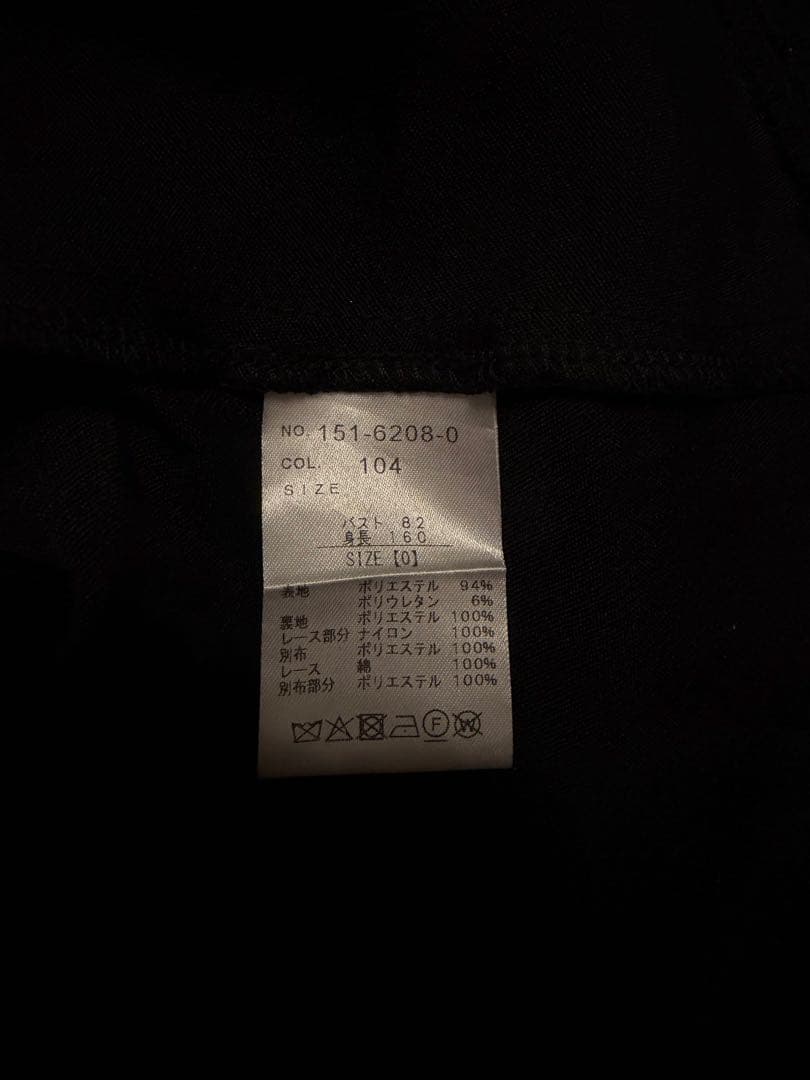 NO. 151-6208-0
COL. 104
SIZE
バスト 82
身長 160
SIZE【0】
表地 ポリエステル 94%
ポリウレタン 6%
裏地 ポリエステル 100%
レース部分 ナイロン 100%
別布 ポリエステル 100%
レース 綿 100%
別布部分 ポリエステル 100%
F W